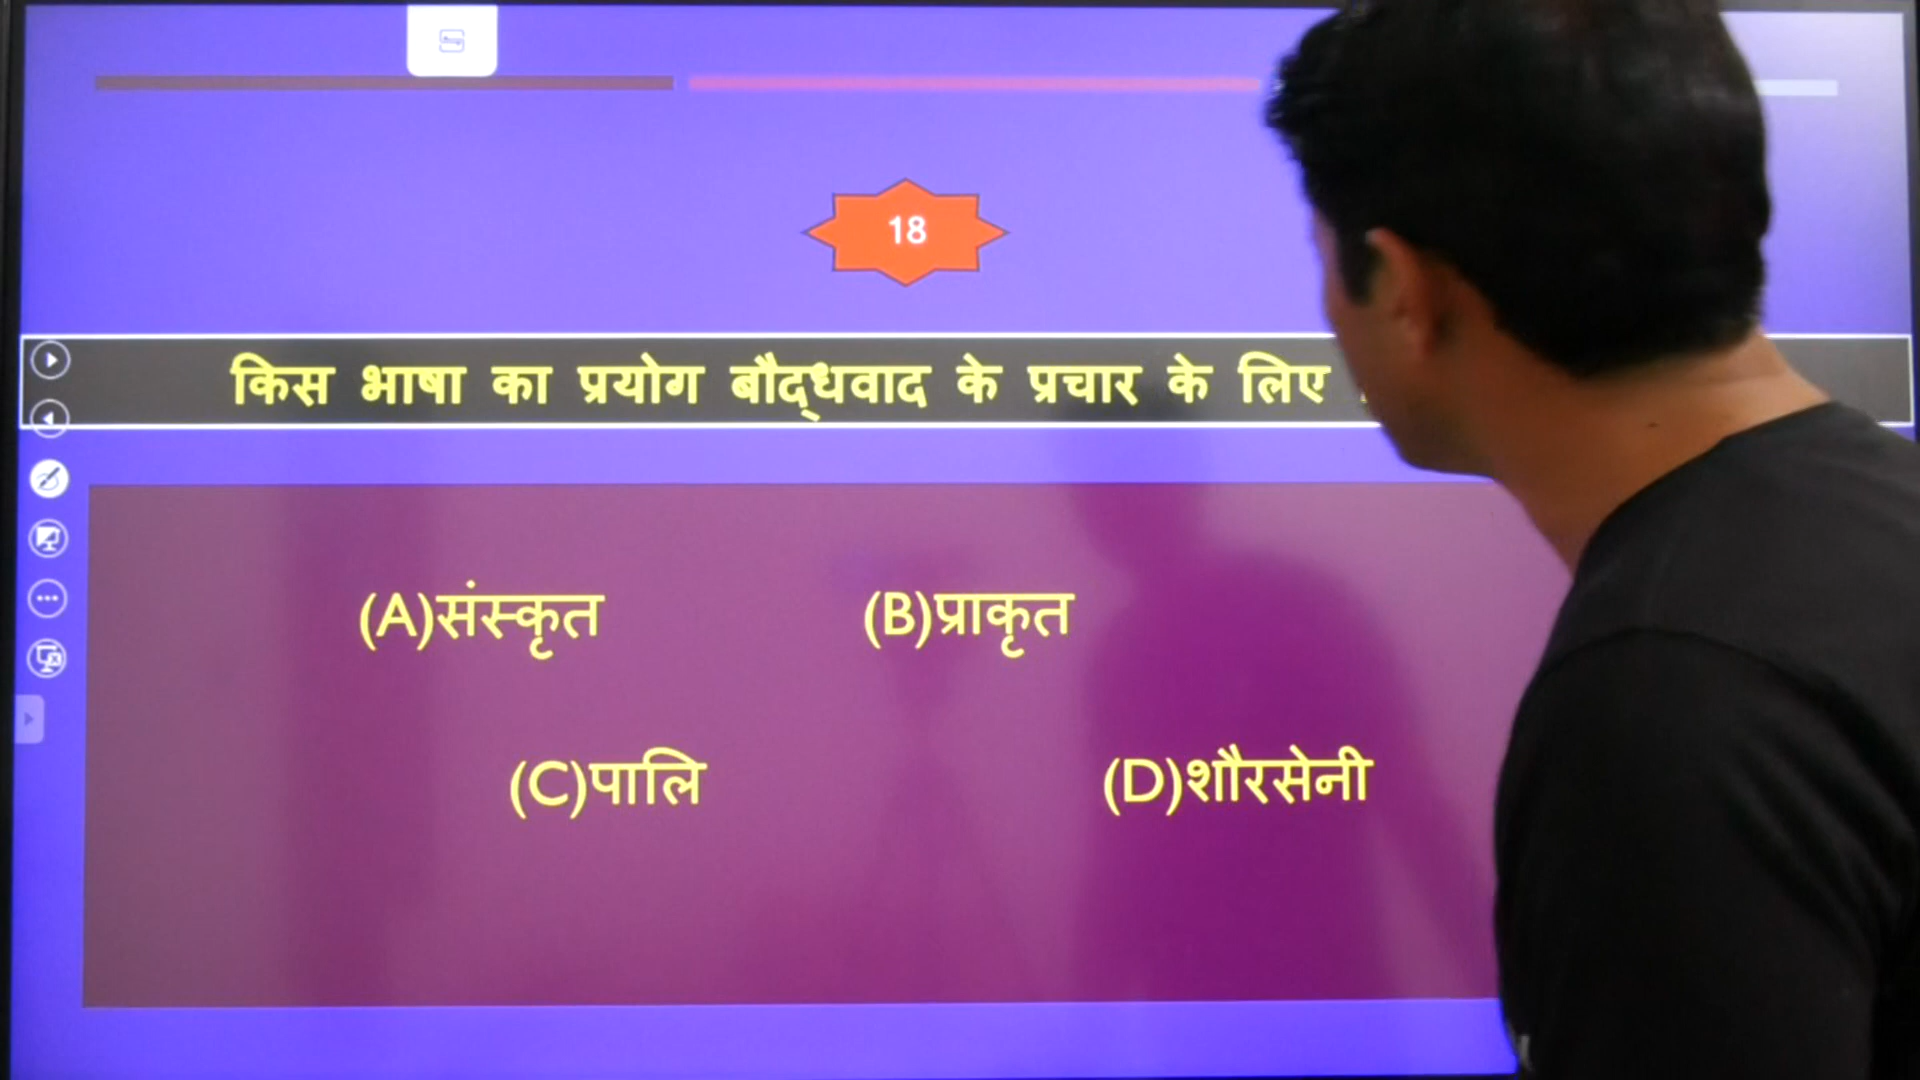 18
किस भाषा का प्रयोग बौद्धवाद के प्रचार के लिए
(A)संस्कृत (B)प्राकृत
(C)पालि (D)शौरसेनी